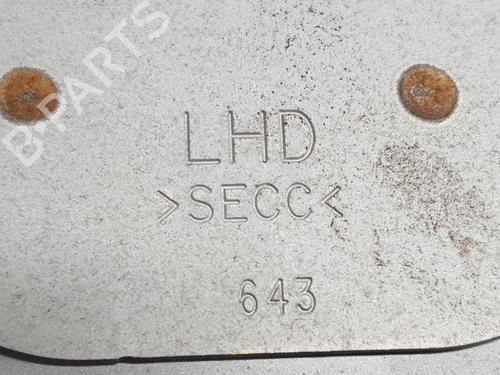 B-PARTS
LHD
>SECC<
643